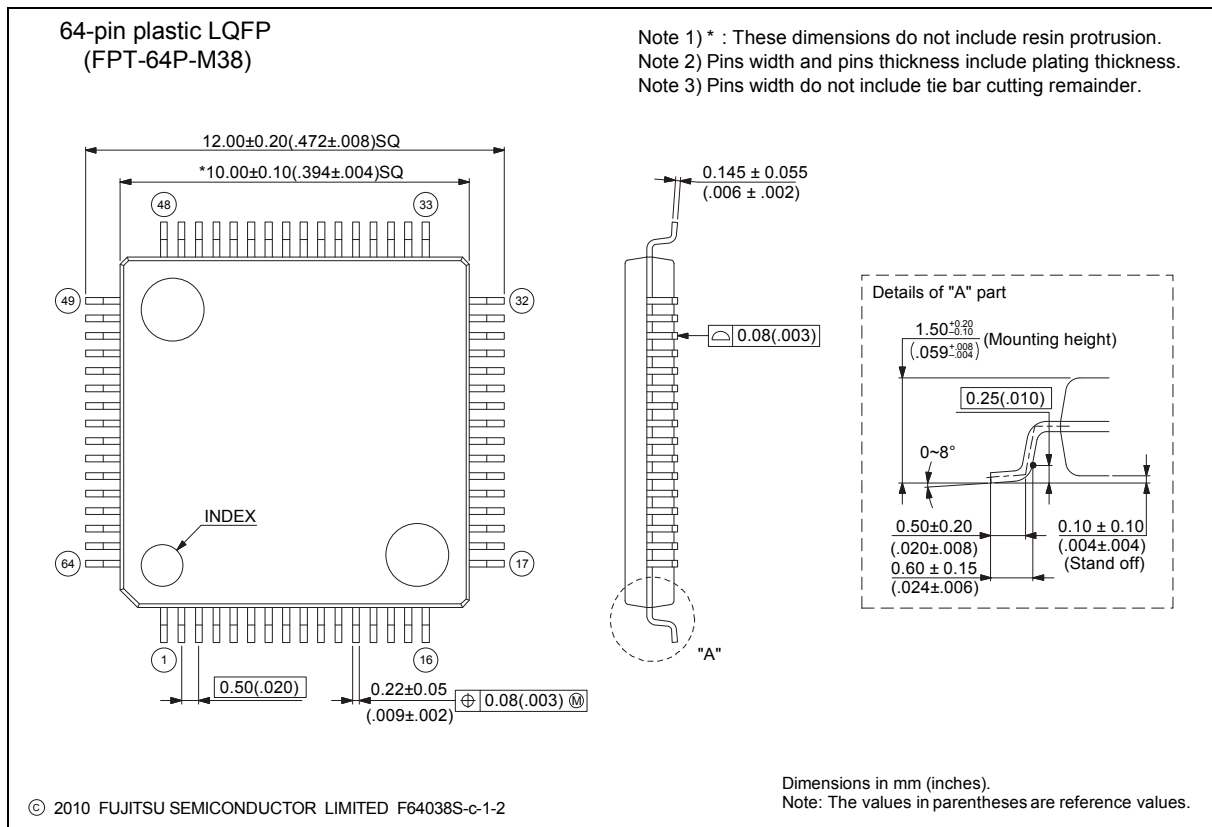 64-pin plastic LQFP
(FPT-64P-M38)
Note 1) * : These dimensions do not include resin protrusion.
Note 2) Pins width and pins thickness include plating thickness.
Note 3) Pins width do not include tie bar cutting remainder.
12.00±0.20(.472±.008)SQ
*10.00±0.10(.394±.004)SQ
48
33
49
32
INDEX
64
17
1
16
0.50(.020)
0.22±0.05
(.009±.002)
⌖ 0.08(.003) Ⓜ
0.145 ± 0.055
(.006 ± .002)
⌓ 0.08(.003)
"A"
Details of "A" part
1.50 +0.20 -0.10
(.059 +.008 -.004)
(Mounting height)
0.25(.010)
0~8°
0.50±0.20
(.020±.008)
0.60 ± 0.15
(.024±.006)
0.10 ± 0.10
(.004±.004)
(Stand off)
© 2010 FUJITSU SEMICONDUCTOR LIMITED F64038S-c-1-2
Dimensions in mm (inches).
Note: The values in parentheses are reference values.